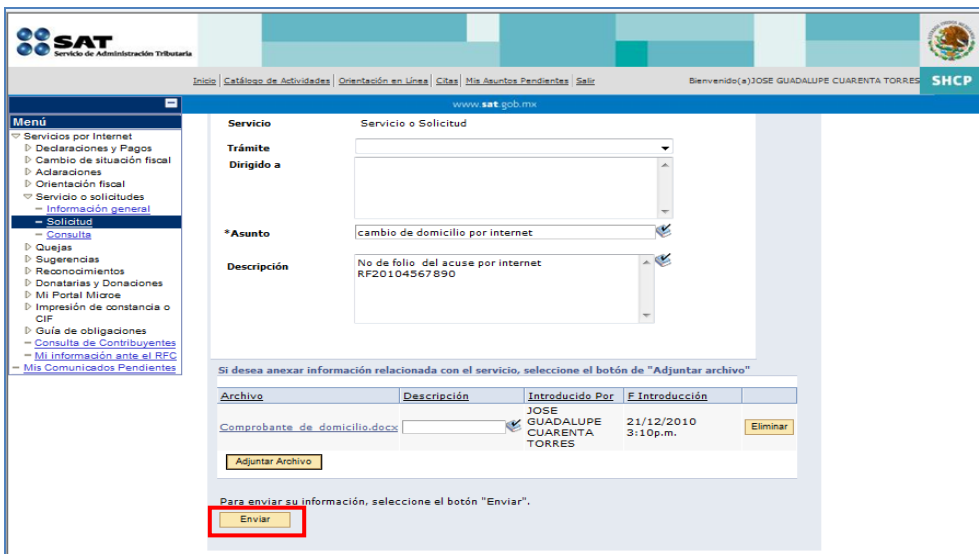 SAT
Servicio de Administración Tributaria
Inicio | Catálogo de Actividades | Orientación en Línea | Citas | Mis Asuntos Pendientes | Salir
Bienvenido(a)JOSE GUADALUPE CUARENTA TORRES
SHCP
www.sat.gob.mx
Menú
Servicios por Internet
Declaraciones y Pagos
Cambio de situación fiscal
Aclaraciones
Orientación fiscal
Servicio o solicitudes
Información general
Solicitud
Consulta
Quejas
Sugerencias
Reconocimientos
Donatarias y Donaciones
Mi Portal Microe
Impresión de constancia o
CIF
Guía de obligaciones
Consulta de Contribuyentes
Mi información ante el RFC
Mis Comunicados Pendientes
Servicio Servicio o Solicitud
Trámite
Dirigido a
*Asunto cambio de domicilio por internet
Descripción No de folio del acuse por internet
RF20104567890
Si desea anexar información relacionada con el servicio, seleccione el botón de "Adjuntar archivo"
Archivo Descripción Introducido Por F Introducción
Comprobante_de_domicilio.docx JOSE GUADALUPE CUARENTA TORRES 21/12/2010 3:10p.m. Eliminar
Adjuntar Archivo
Para enviar su información, seleccione el botón "Enviar".
Enviar